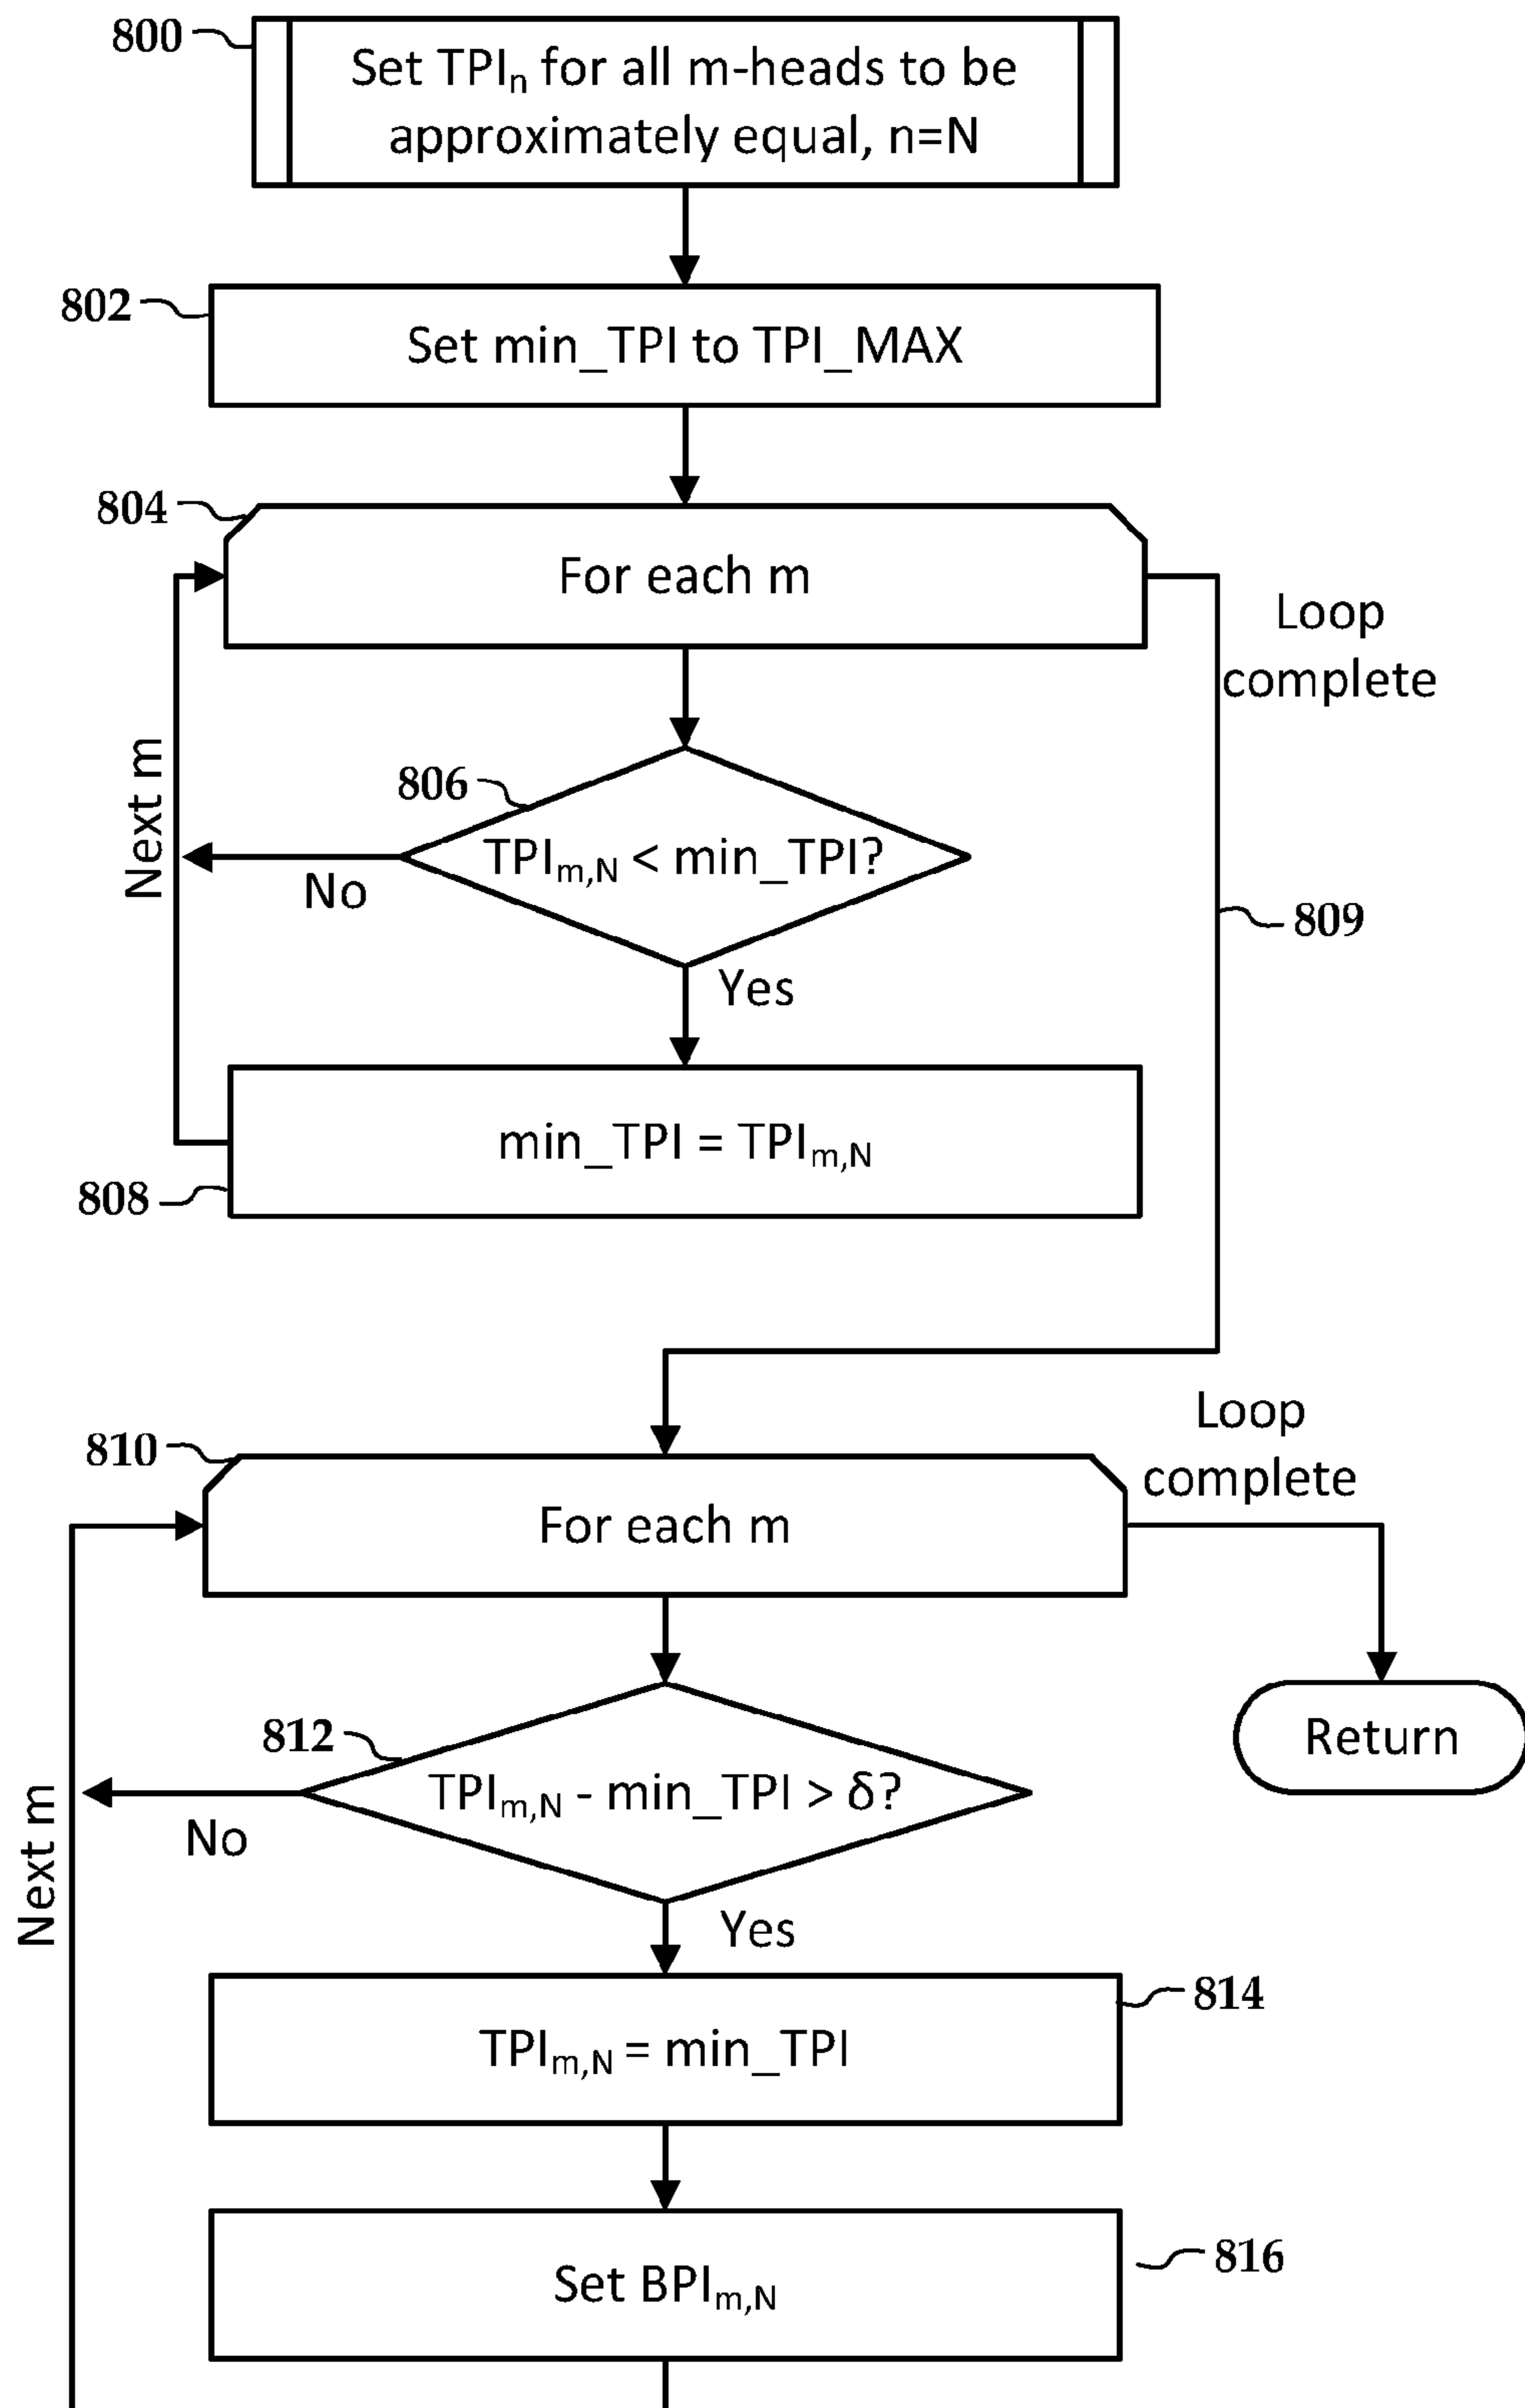 800
Set TPIn for all m-heads to be
approximately equal, n=N
802
Set min_TPI to TPI_MAX
804
For each m
Loop
complete
Next m
806
TPIm,N < min_TPI?
No
809
Yes
min_TPI = TPIm,N
808
Loop
complete
810
For each m
812
TPIm,N - min_TPI > δ?
Return
No
Next m
Yes
814
TPIm,N = min_TPI
816
Set BPIm,N